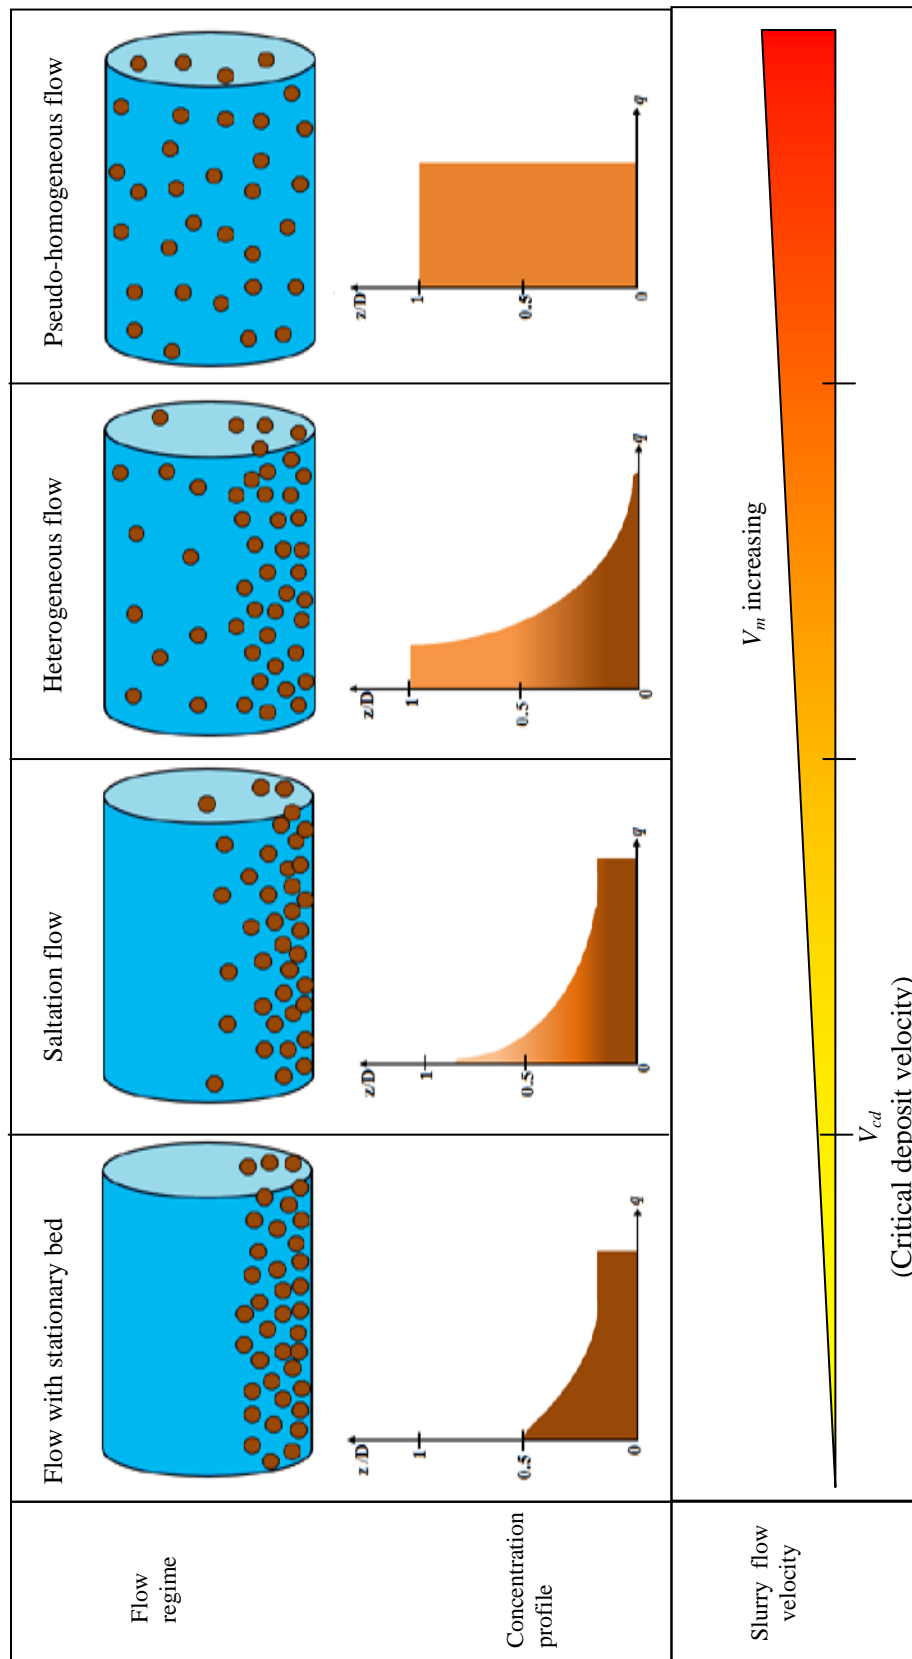 Flow
regime
Flow with stationary bed
Saltation flow
Heterogeneous flow
Pseudo-homogeneous flow
Concentration
profile
z/D
1
0.5
0
q
z/D
1
0.5
0
q
z/D
1
0.5
0
q
z/D
1
0.5
0
q
Slurry flow
velocity
Vm increasing
Vcd
(Critical deposit velocity)